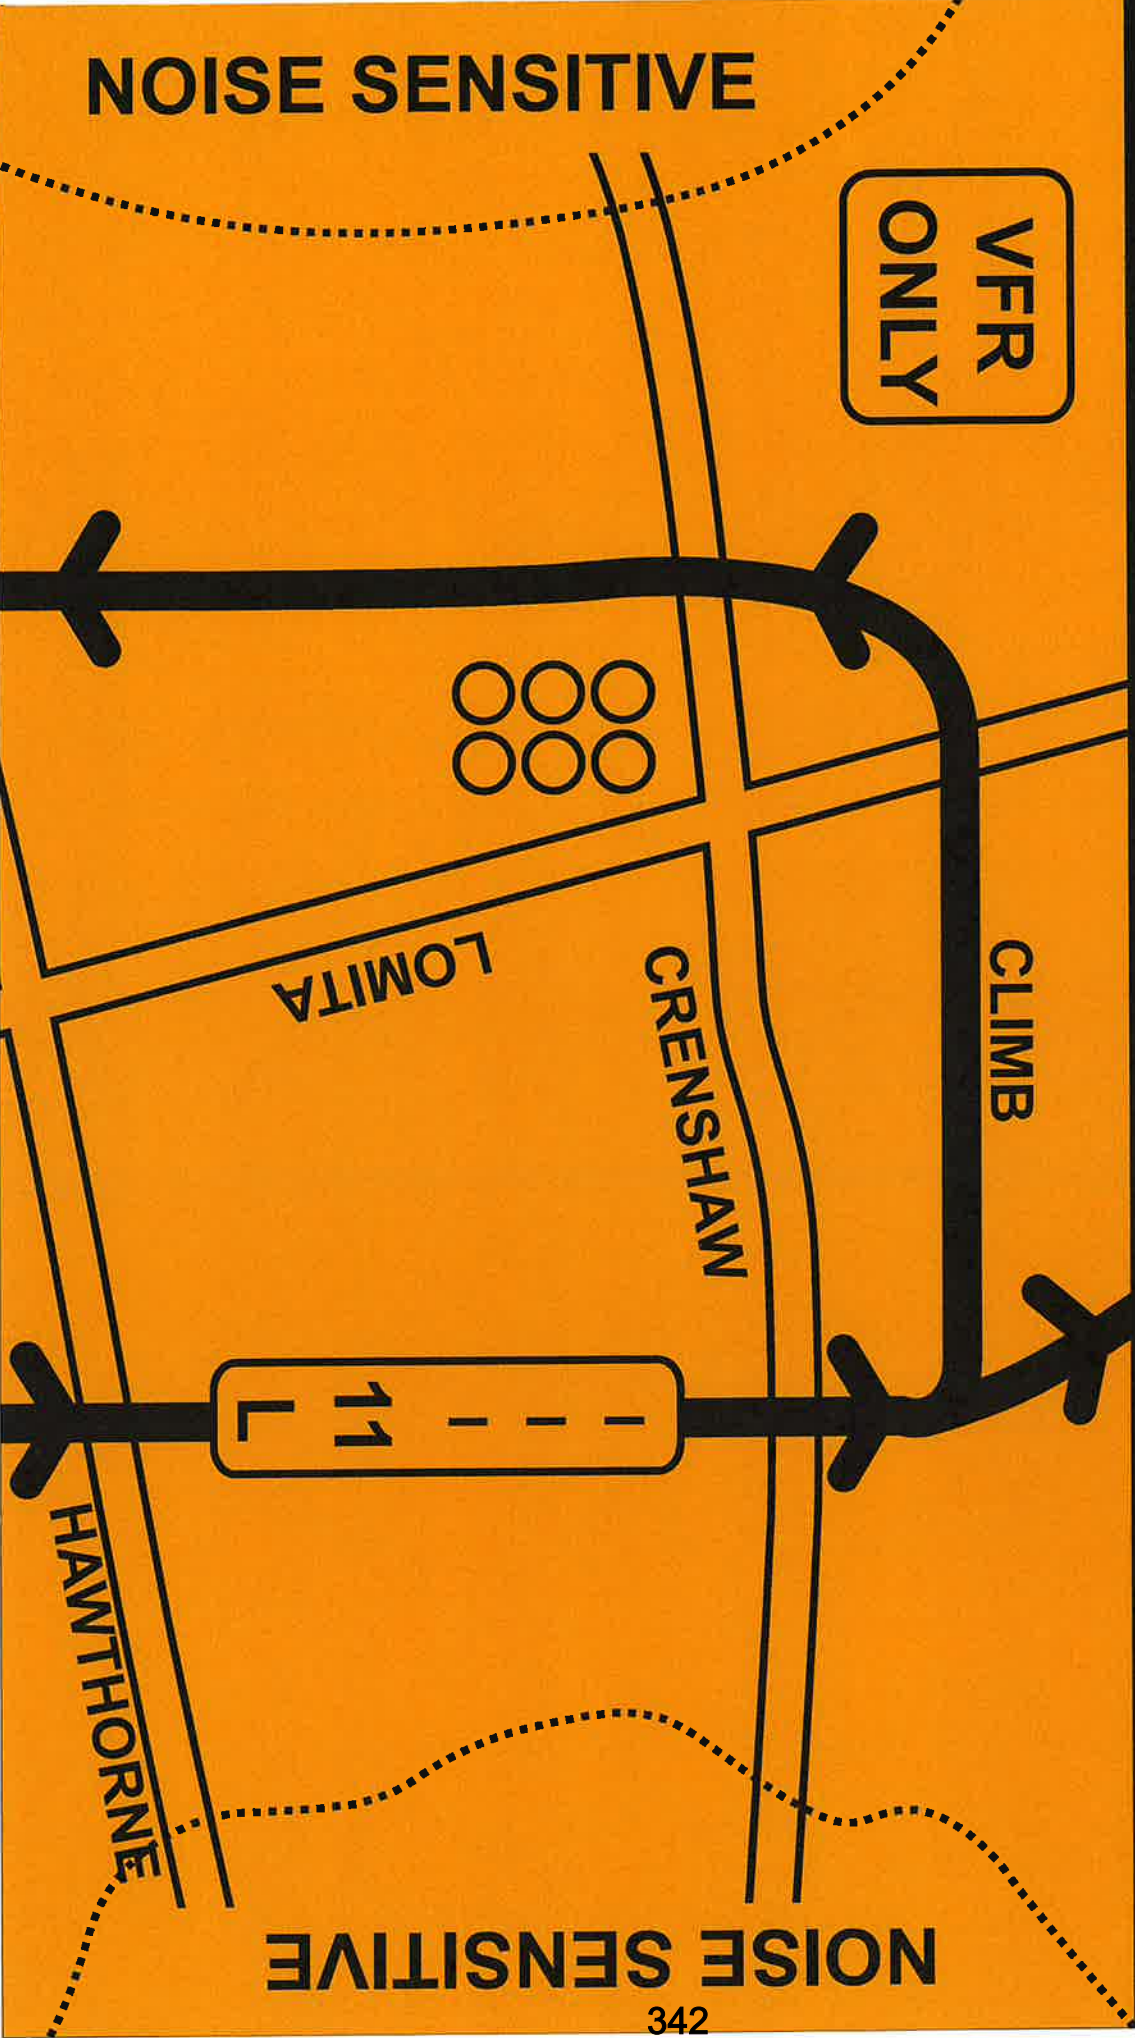 NOISE SENSITIVE
VFR
ONLY
LOMITA
CRENSHAW
CLIMB
11
L
HAWTHORNE
NOISE SENSITIVE
342